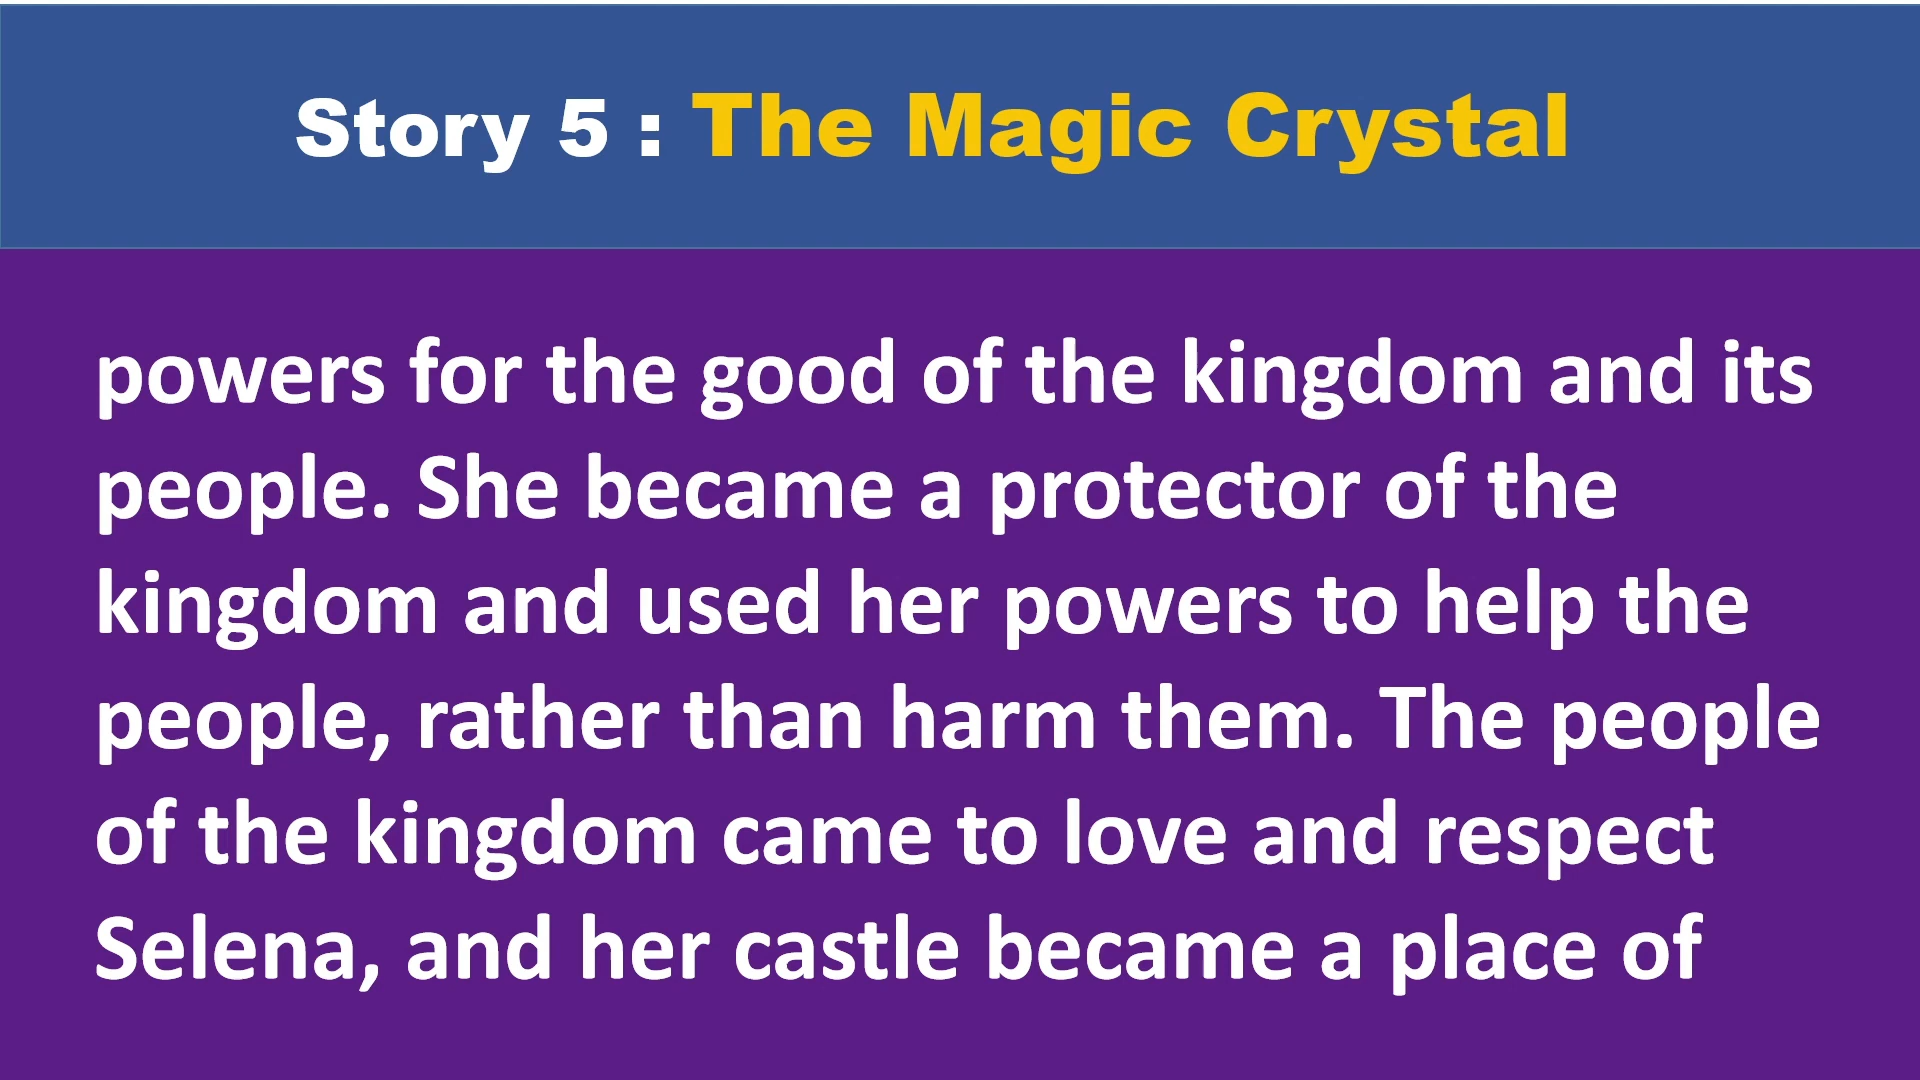 Story 5 : The Magic Crystal
powers for the good of the kingdom and its
people. She became a protector of the
kingdom and used her powers to help the
people, rather than harm them. The people
of the kingdom came to love and respect
Selena, and her castle became a place of